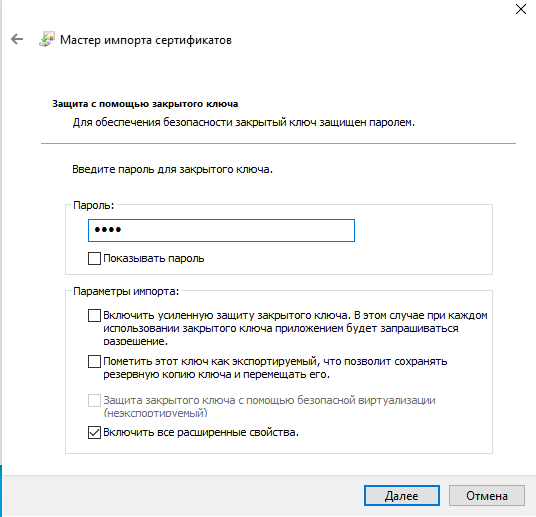 Мастер импорта сертификатов
Защита с помощью закрытого ключа
Для обеспечения безопасности закрытый ключ защищен паролем.
Введите пароль для закрытого ключа.
Пароль:
••••
Показывать пароль
Параметры импорта:
Включить усиленную защиту закрытого ключа. В этом случае при каждом
использовании закрытого ключа приложением будет запрашиваться
разрешение.
Пометить этот ключ как экспортируемый, что позволит сохранять
резервную копию ключа и перемещать его.
Защита закрытого ключа с помощью безопасной виртуализации
(неэкспортируемый)
Включить все расширенные свойства.
Далее
Отмена